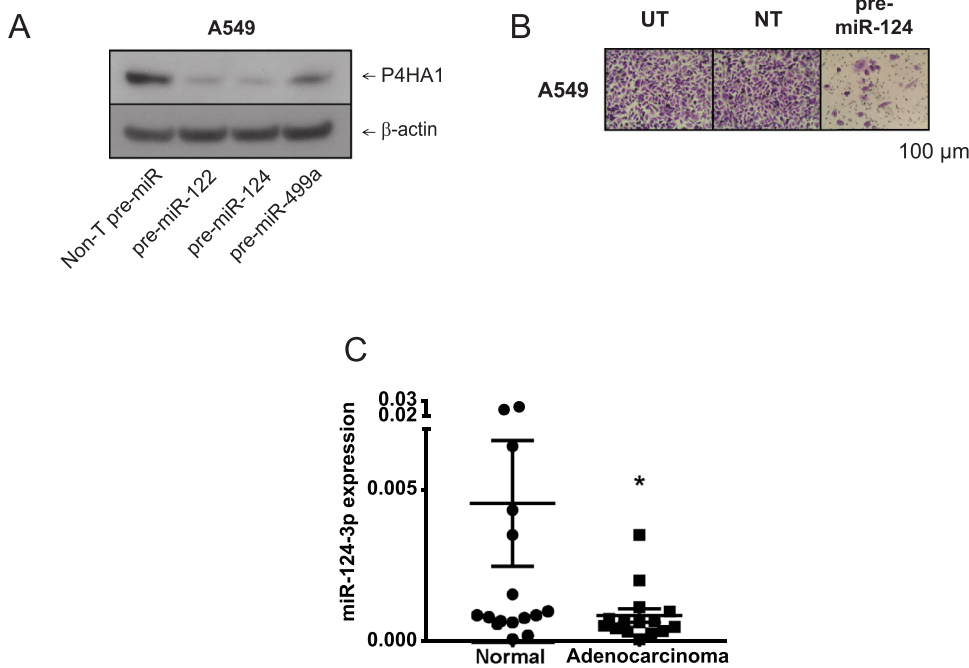 A
A549
← P4HA1
← β-actin
Non-T pre-miR
pre-miR-122
pre-miR-124
pre-miR-499a
B
UT
NT
pre-
miR-124
A549
100 µm
C
miR-124-3p expression
0.03
0.02
0.005
0.000
*
Normal
Adenocarcinoma